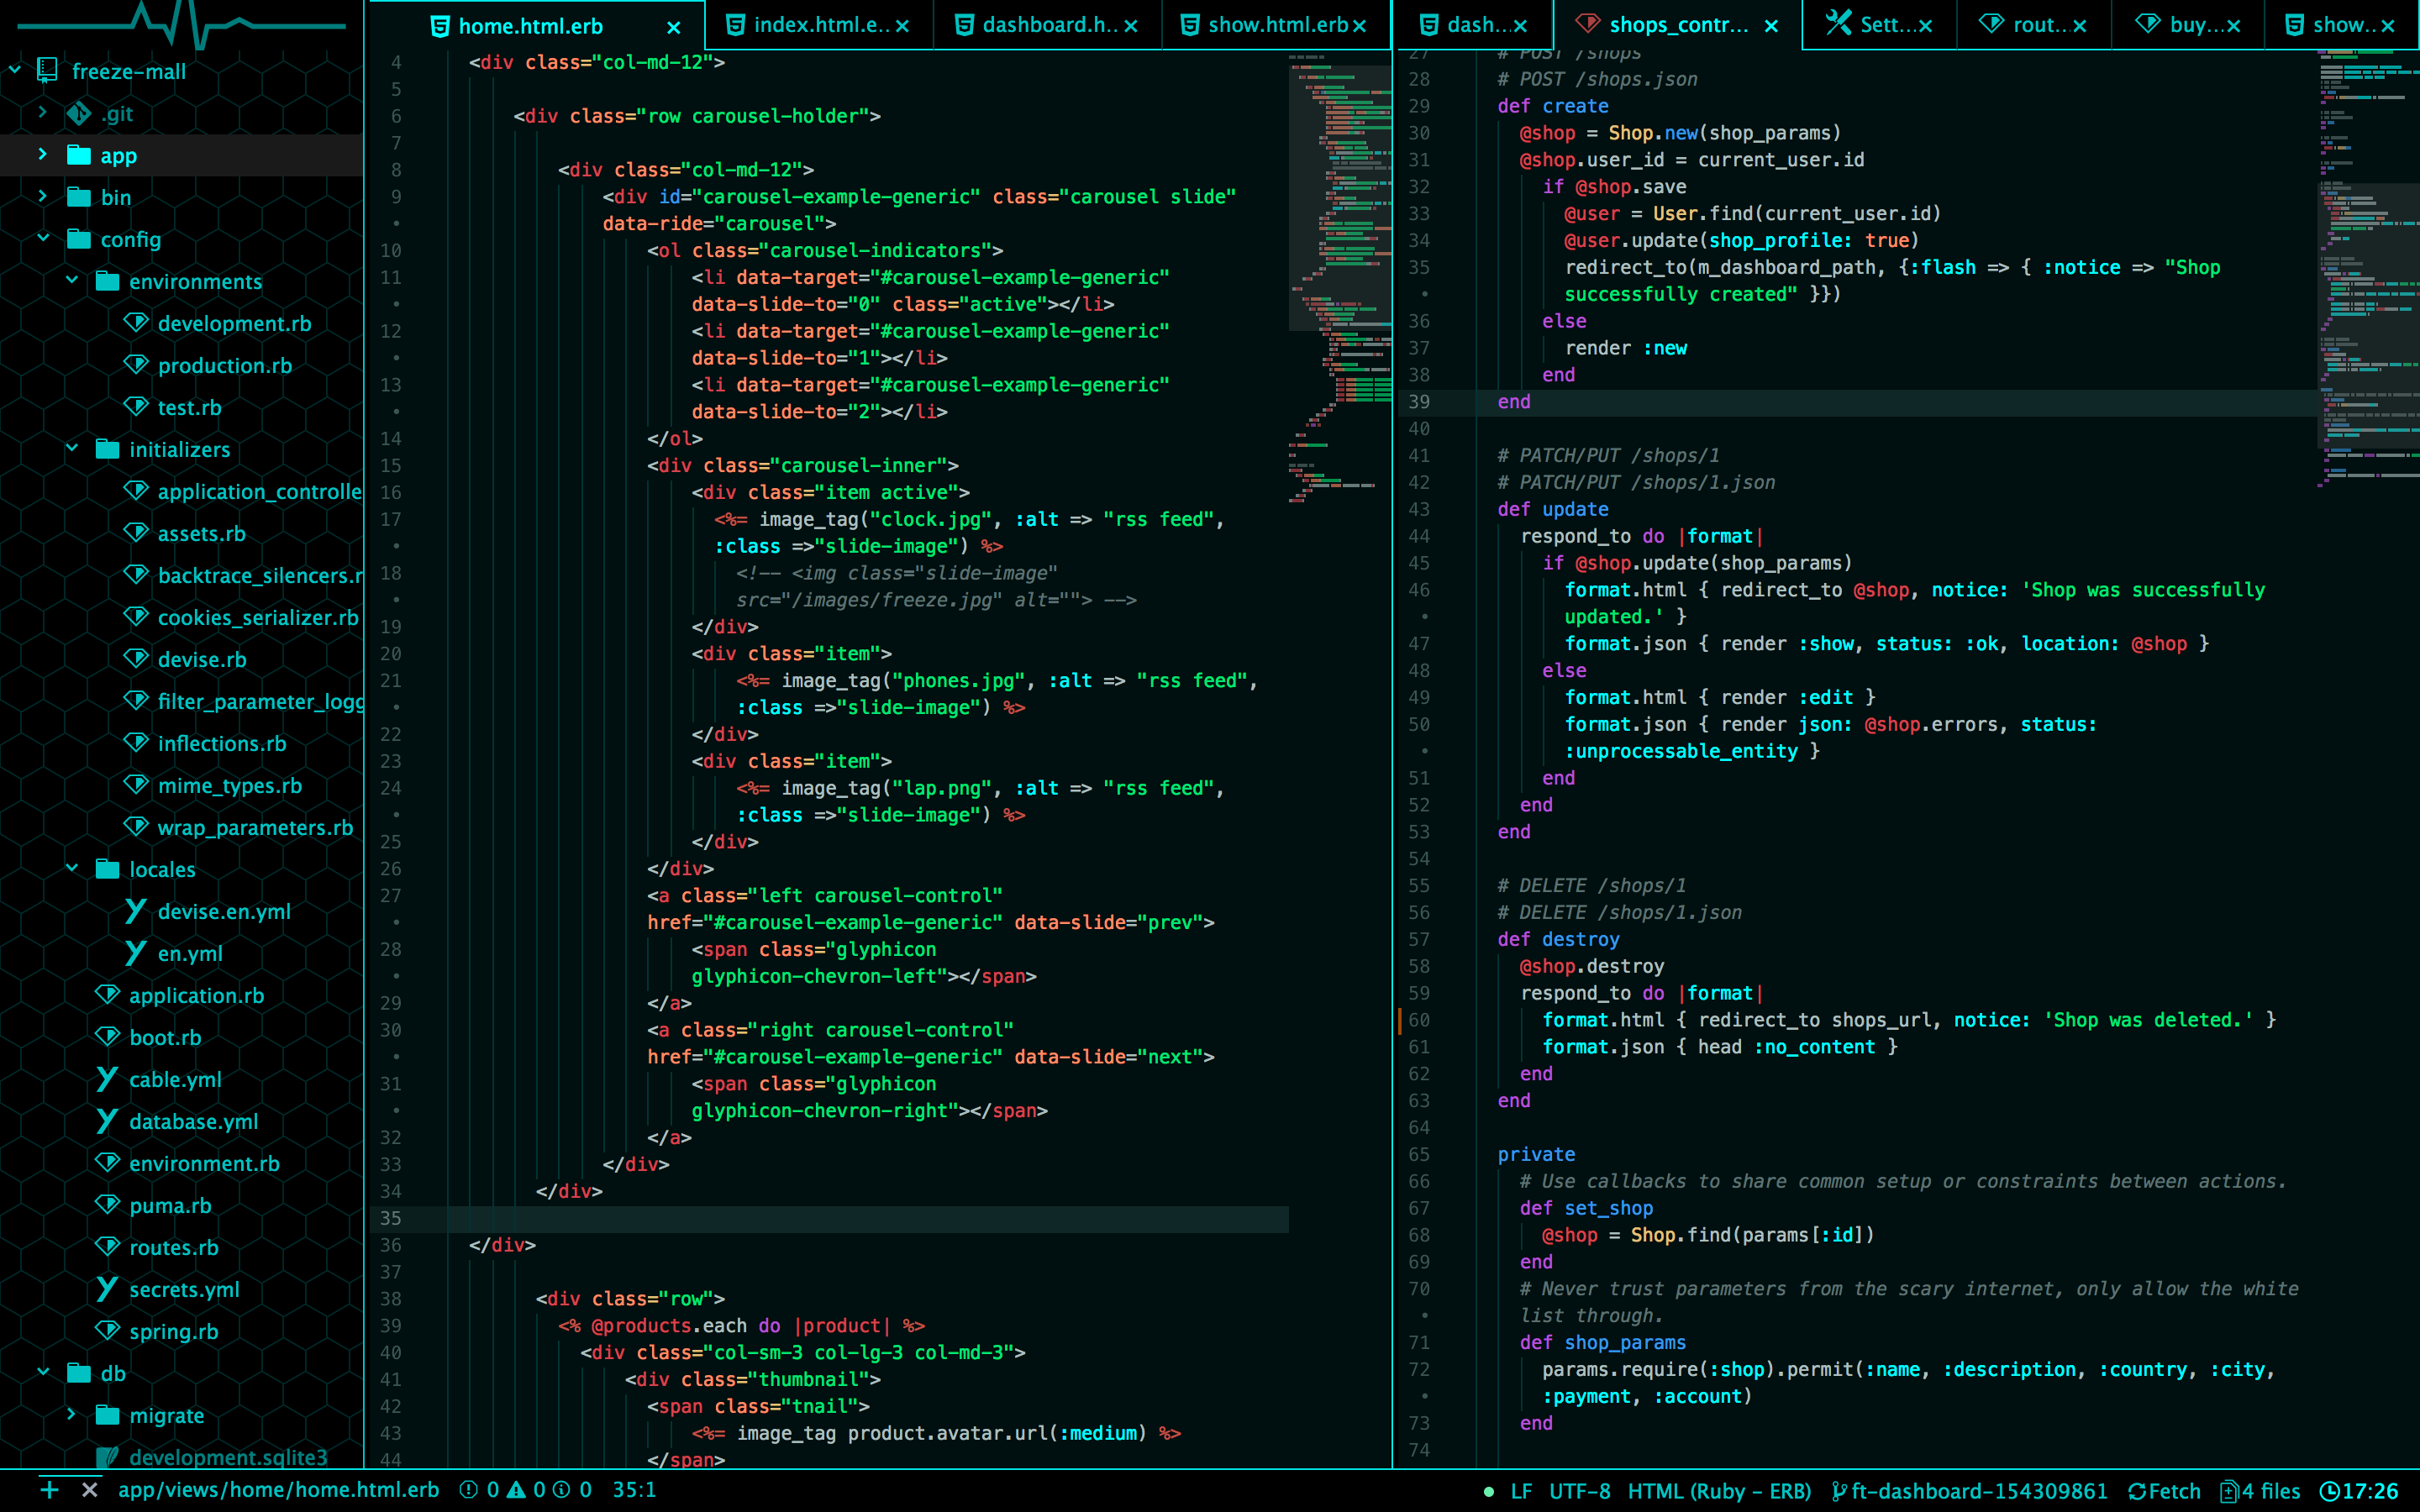 freeze-mall
.git
app
bin
config
environments
development.rb
production.rb
test.rb
initializers
application_controlle
assets.rb
backtrace_silencers.r
cookies_serializer.rb
devise.rb
filter_parameter_logg
inflections.rb
mime_types.rb
wrap_parameters.rb
locales
devise.en.yml
en.yml
application.rb
boot.rb
cable.yml
database.yml
environment.rb
puma.rb
routes.rb
secrets.yml
spring.rb
db
migrate
development.sqlite3
home.html.erb
index.html.e..
dashboard.h..
show.html.erb
4 <div class="col-md-12">
5
6 <div class="row carousel-holder">
7
8 <div class="col-md-12">
9 <div id="carousel-example-generic" class="carousel slide"
• data-ride="carousel">
10 <ol class="carousel-indicators">
11 <li data-target="#carousel-example-generic"
• data-slide-to="0" class="active"></li>
12 <li data-target="#carousel-example-generic"
• data-slide-to="1"></li>
13 <li data-target="#carousel-example-generic"
• data-slide-to="2"></li>
14 </ol>
15 <div class="carousel-inner">
16 <div class="item active">
17 <%= image_tag("clock.jpg", :alt => "rss feed",
• :class =>"slide-image") %>
18 <!-- <img class="slide-image"
• src="/images/freeze.jpg" alt=""> -->
19 </div>
20 <div class="item">
21 <%= image_tag("phones.jpg", :alt => "rss feed",
• :class =>"slide-image") %>
22 </div>
23 <div class="item">
24 <%= image_tag("lap.png", :alt => "rss feed",
• :class =>"slide-image") %>
25 </div>
26 </div>
27 <a class="left carousel-control"
• href="#carousel-example-generic" data-slide="prev">
28 <span class="glyphicon
• glyphicon-chevron-left"></span>
29 </a>
30 <a class="right carousel-control"
• href="#carousel-example-generic" data-slide="next">
31 <span class="glyphicon
• glyphicon-chevron-right"></span>
32 </a>
33 </div>
34 </div>
35
36 </div>
37
38 <div class="row">
39 <% @products.each do |product| %>
40 <div class="col-sm-3 col-lg-3 col-md-3">
41 <div class="thumbnail">
42 <span class="tnail">
43 <%= image_tag product.avatar.url(:medium) %>
44 </span>
dash...
shops_contr...
Sett...
rout...
buy...
show..
27 # POST /shops
28 # POST /shops.json
29 def create
30 @shop = Shop.new(shop_params)
31 @shop.user_id = current_user.id
32 if @shop.save
33 @user = User.find(current_user.id)
34 @user.update(shop_profile: true)
35 redirect_to(m_dashboard_path, {:flash => { :notice => "Shop
• successfully created" }})
36 else
37 render :new
38 end
39 end
40
41 # PATCH/PUT /shops/1
42 # PATCH/PUT /shops/1.json
43 def update
44 respond_to do |format|
45 if @shop.update(shop_params)
46 format.html { redirect_to @shop, notice: 'Shop was successfully
• updated.' }
47 format.json { render :show, status: :ok, location: @shop }
48 else
49 format.html { render :edit }
50 format.json { render json: @shop.errors, status:
• :unprocessable_entity }
51 end
52 end
53 end
54
55 # DELETE /shops/1
56 # DELETE /shops/1.json
57 def destroy
58 @shop.destroy
59 respond_to do |format|
60 format.html { redirect_to shops_url, notice: 'Shop was deleted.' }
61 format.json { head :no_content }
62 end
63 end
64
65 private
66 # Use callbacks to share common setup or constraints between actions.
67 def set_shop
68 @shop = Shop.find(params[:id])
69 end
70 # Never trust parameters from the scary internet, only allow the white
• list through.
71 def shop_params
72 params.require(:shop).permit(:name, :description, :country, :city,
• :payment, :account)
73 end
74
app/views/home/home.html.erb 0 0 0 35:1
LF UTF-8 HTML (Ruby - ERB) ft-dashboard-154309861 Fetch 4 files 17:26